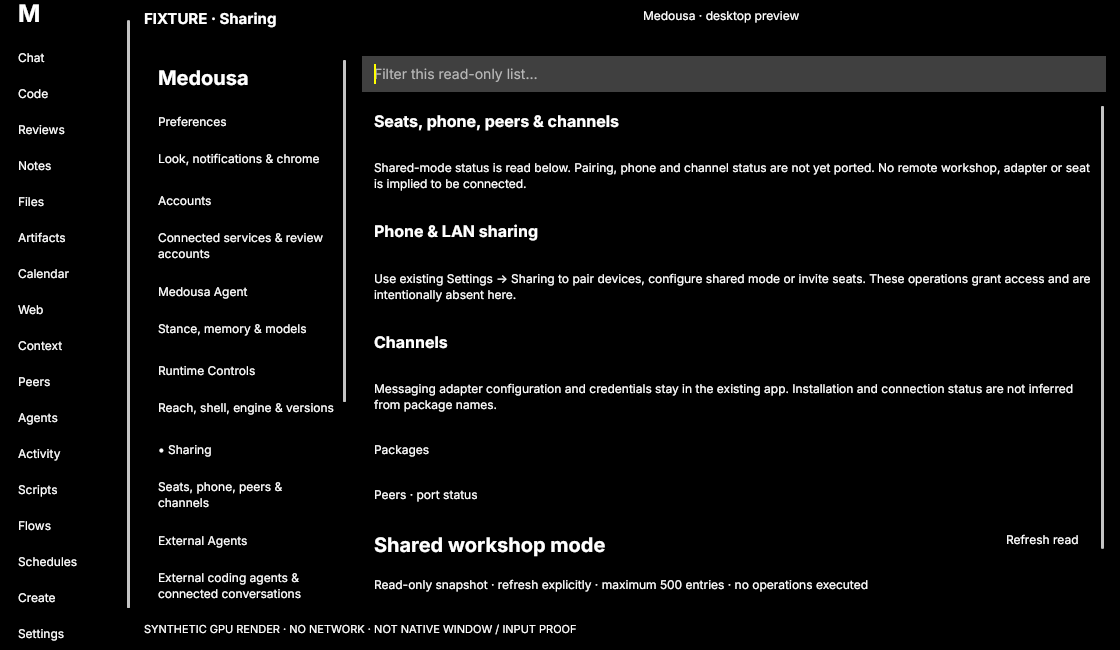 M
Chat
Code
Reviews
Notes
Files
Artifacts
Calendar
Web
Context
Peers
Agents
Activity
Scripts
Flows
Schedules
Create
Settings
FIXTURE · Sharing
Medousa · desktop preview
Medousa
Preferences
Look, notifications & chrome
Accounts
Connected services & review
accounts
Medousa Agent
Stance, memory & models
Runtime Controls
Reach, shell, engine & versions
• Sharing
Seats, phone, peers &
channels
External Agents
External coding agents &
connected conversations
Filter this read-only list...
Seats, phone, peers & channels
Shared-mode status is read below. Pairing, phone and channel status are not yet ported. No remote workshop, adapter or seat
is implied to be connected.
Phone & LAN sharing
Use existing Settings → Sharing to pair devices, configure shared mode or invite seats. These operations grant access and are
intentionally absent here.
Channels
Messaging adapter configuration and credentials stay in the existing app. Installation and connection status are not inferred
from package names.
Packages
Peers · port status
Shared workshop mode
Refresh read
Read-only snapshot · refresh explicitly · maximum 500 entries · no operations executed
SYNTHETIC GPU RENDER · NO NETWORK · NOT NATIVE WINDOW / INPUT PROOF